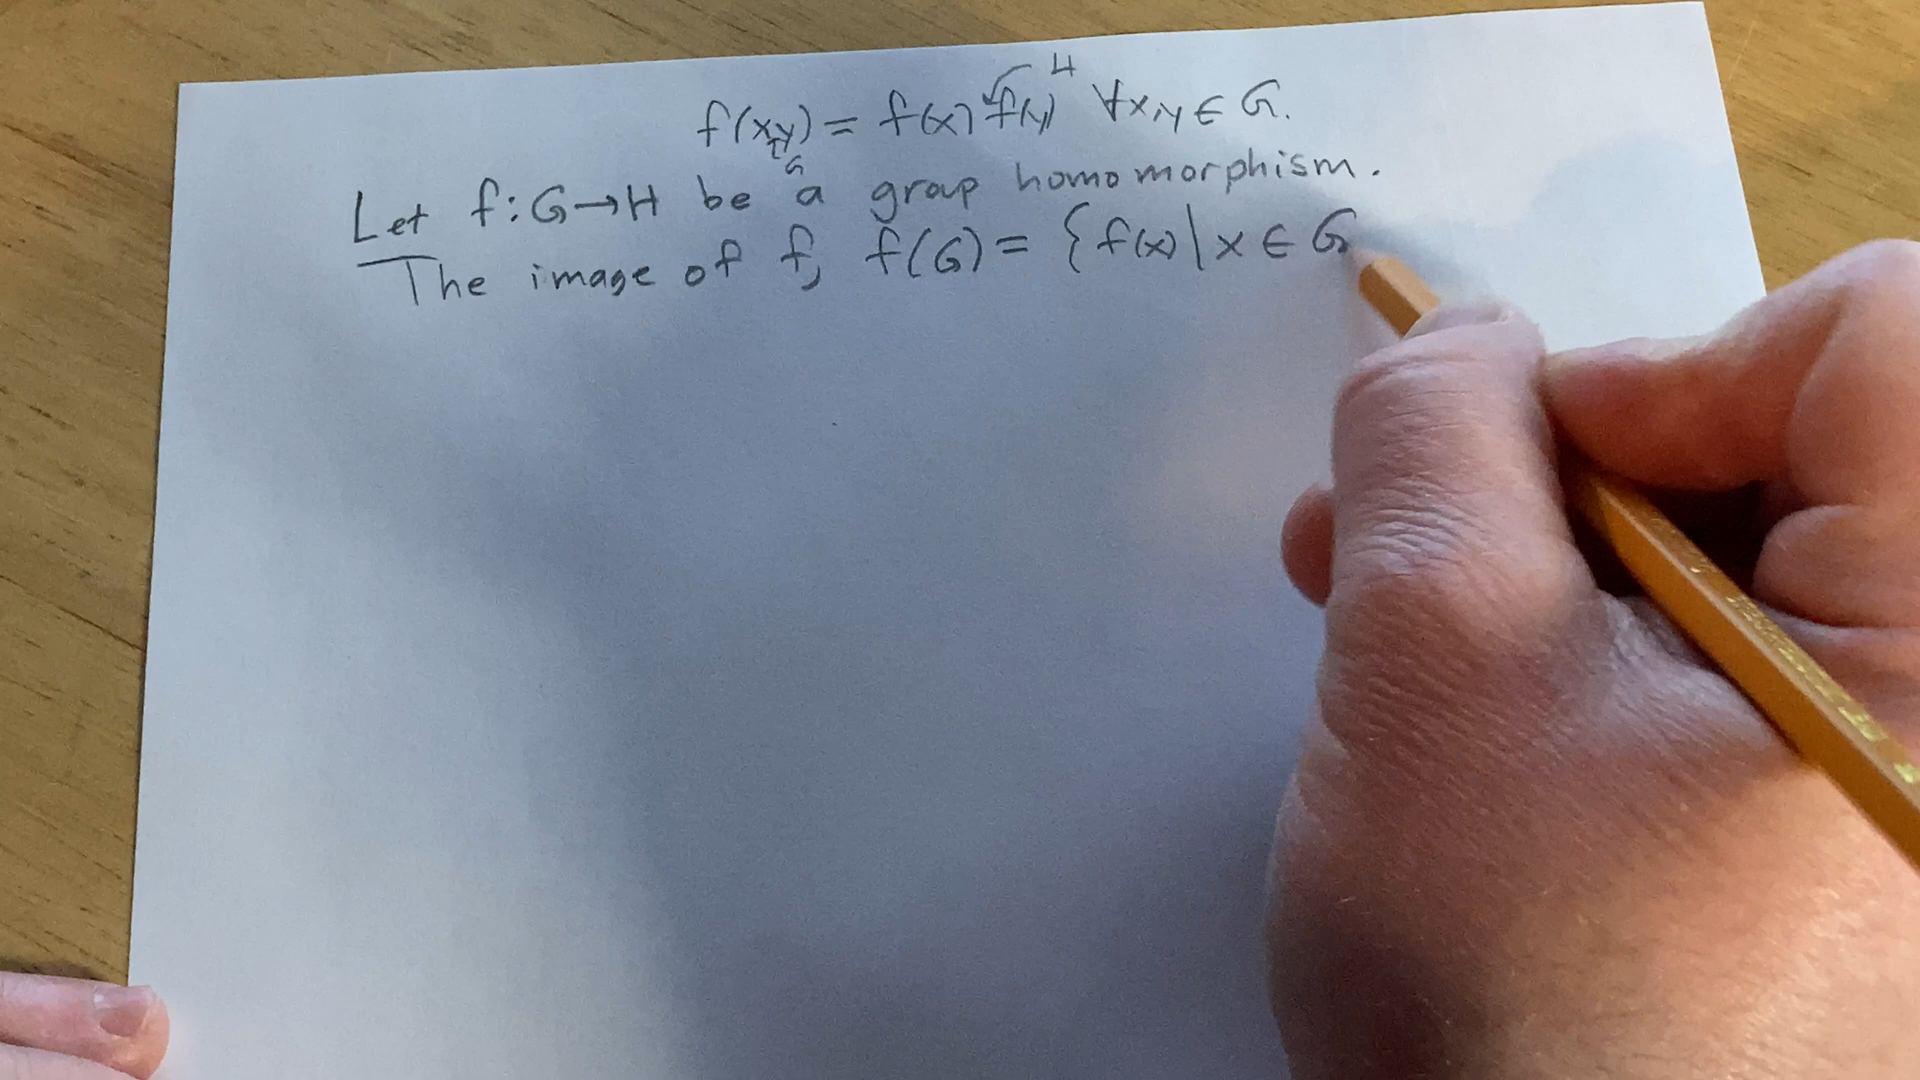 f(xy) = f(x) f(y) ∀x,y ∈ G.
H
G
Let f: G→H be a group homomorphism.
The image of f, f(G) = {f(x) | x ∈ G